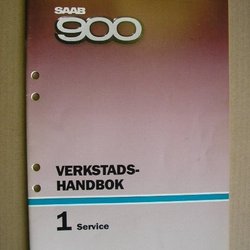 SAAB
900
VERKSTADS-
HANDBOK
1 Service